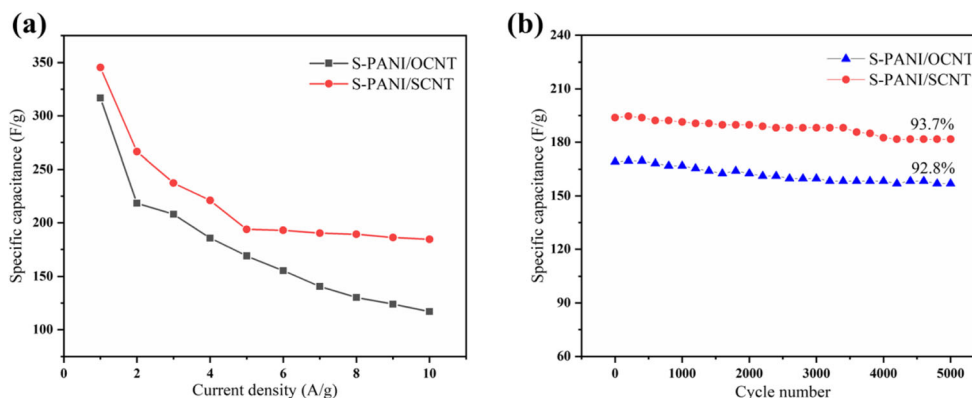 (a)
S-PANI/OCNT
S-PANI/SCNT
Specific capacitance (F/g)
350
300
250
200
150
100
0 2 4 6 8 10
Current density (A/g)
(b)
S-PANI/OCNT
S-PANI/SCNT
93.7%
92.8%
Specific capacitance (F/g)
240
210
180
150
120
90
60
0 1000 2000 3000 4000 5000
Cycle number